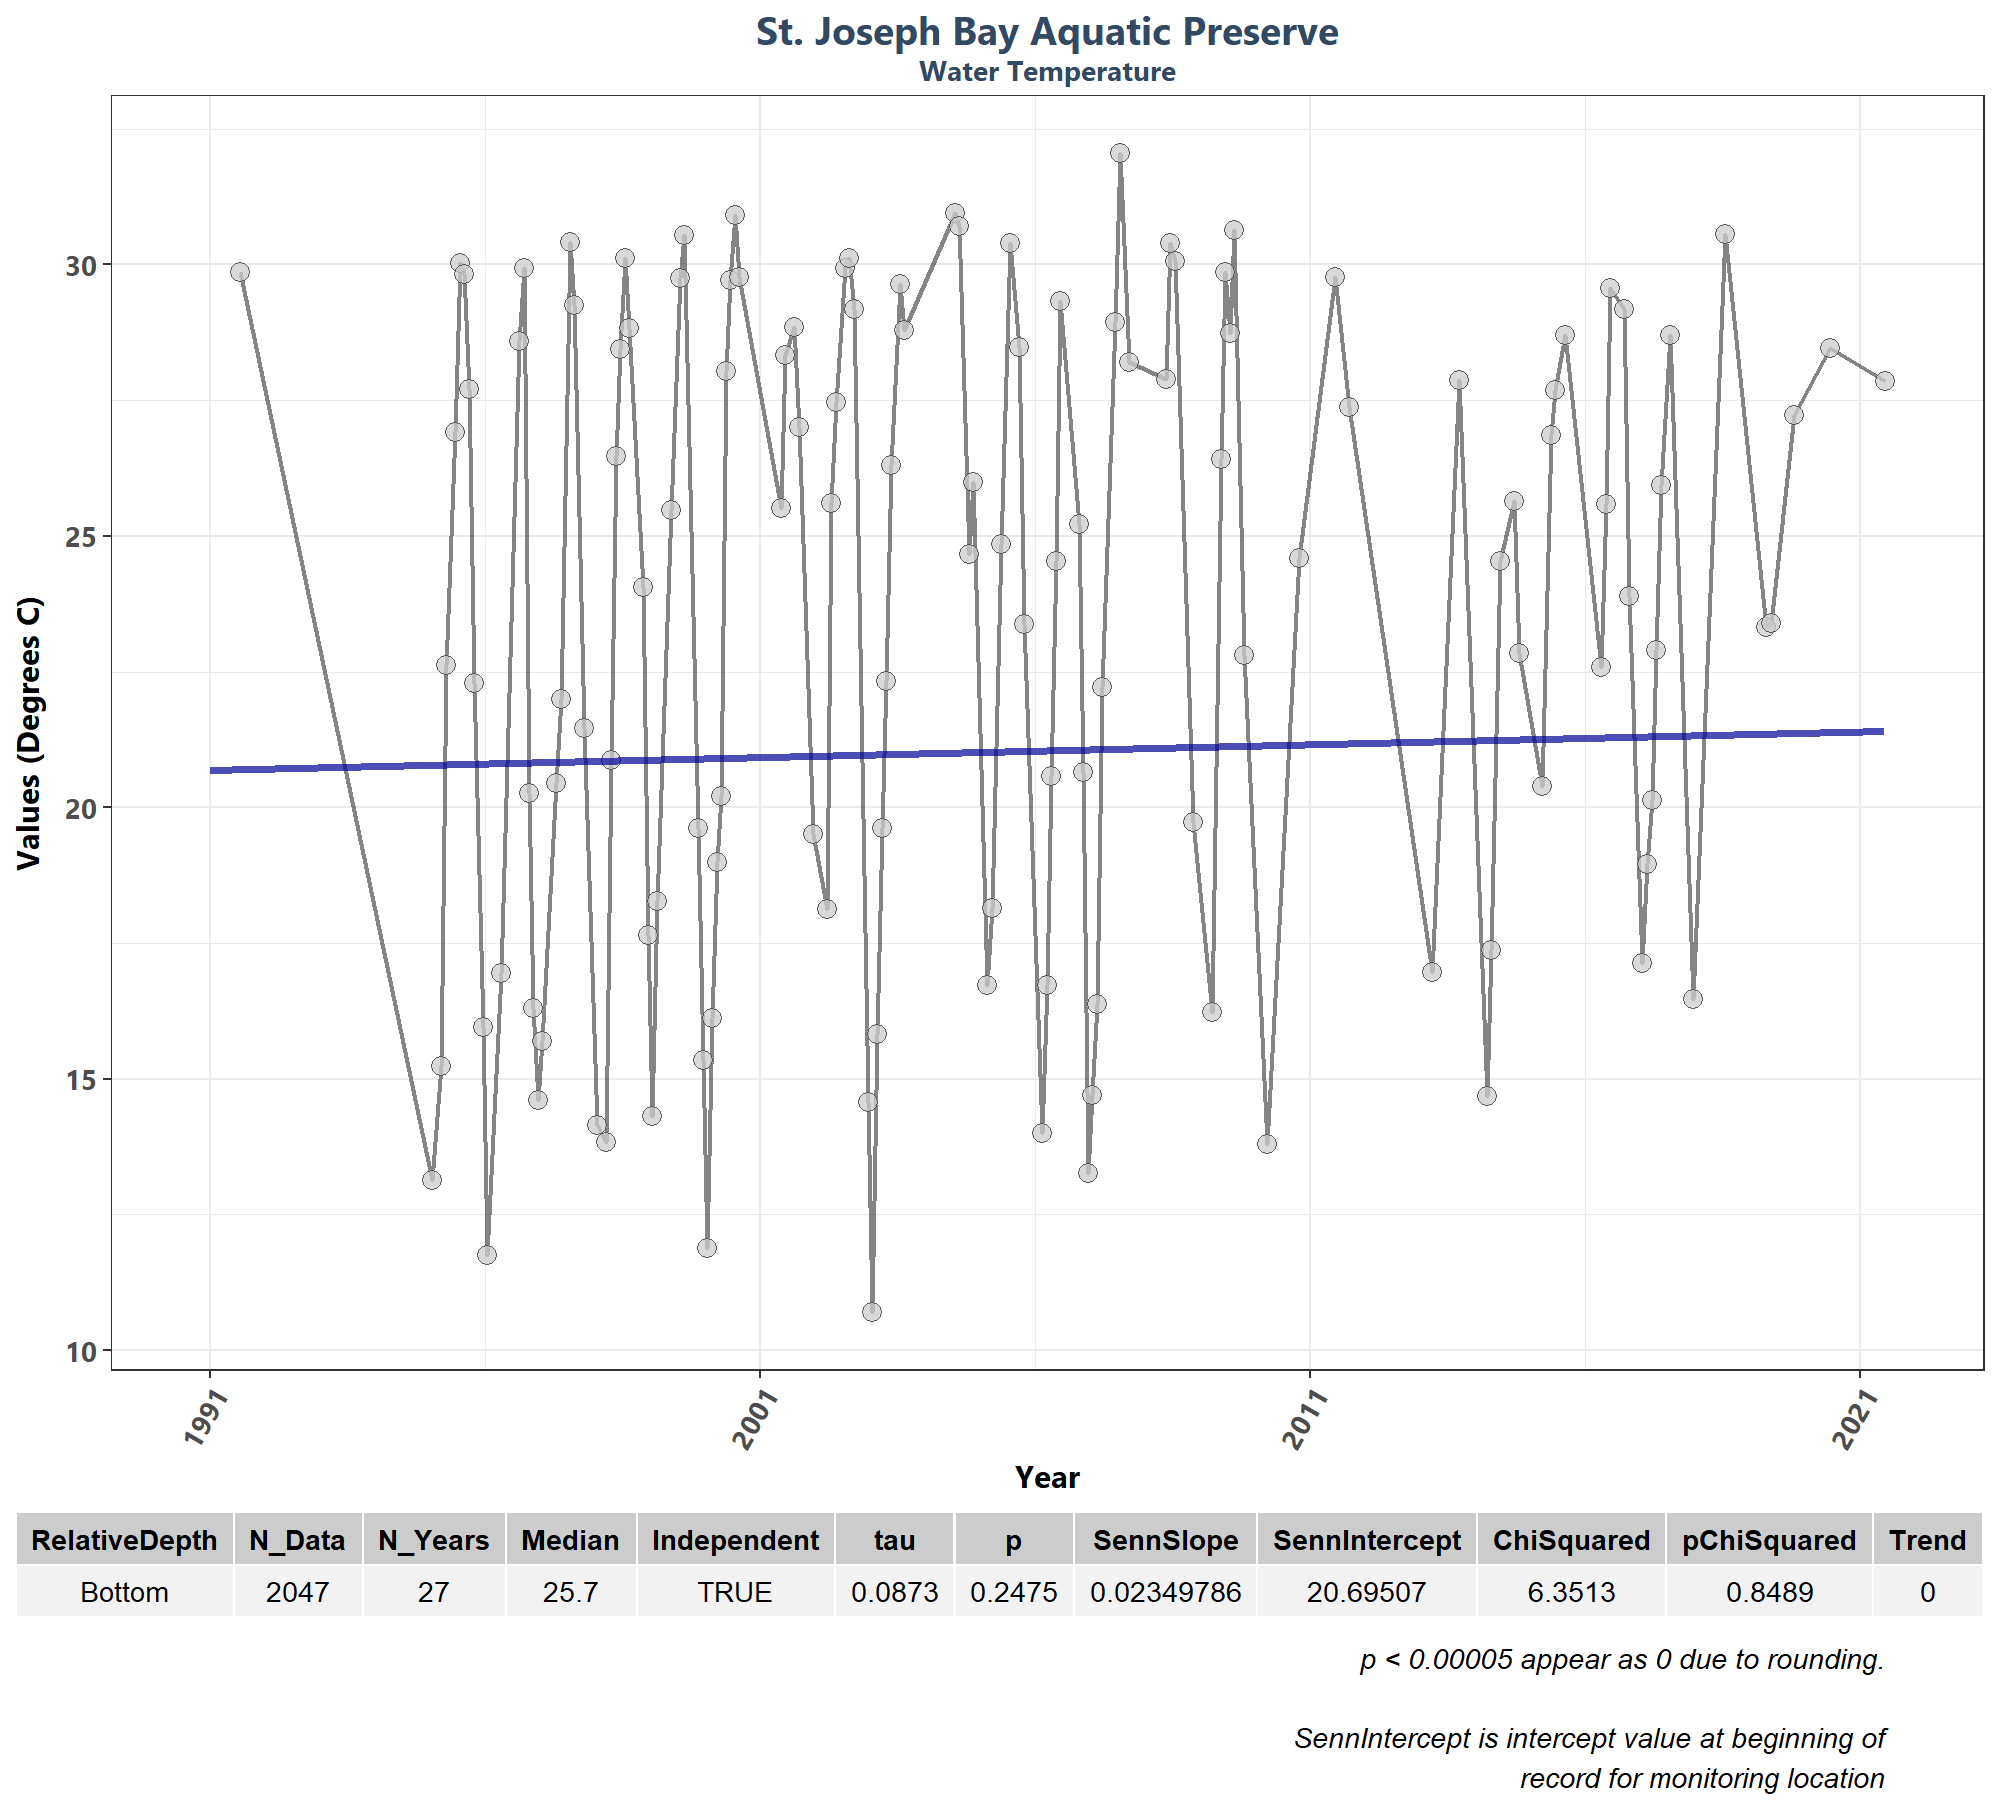 St. Joseph Bay Aquatic Preserve
Water Temperature
Values (Degrees C)
30
25
20
15
10
1991
2001
2011
2021
Year
RelativeDepth N_Data N_Years Median Independent tau p SennSlope SennIntercept ChiSquared pChiSquared Trend
Bottom 2047 27 25.7 TRUE 0.0873 0.2475 0.02349786 20.69507 6.3513 0.8489 0
p < 0.00005 appear as 0 due to rounding.
SennIntercept is intercept value at beginning of
record for monitoring location